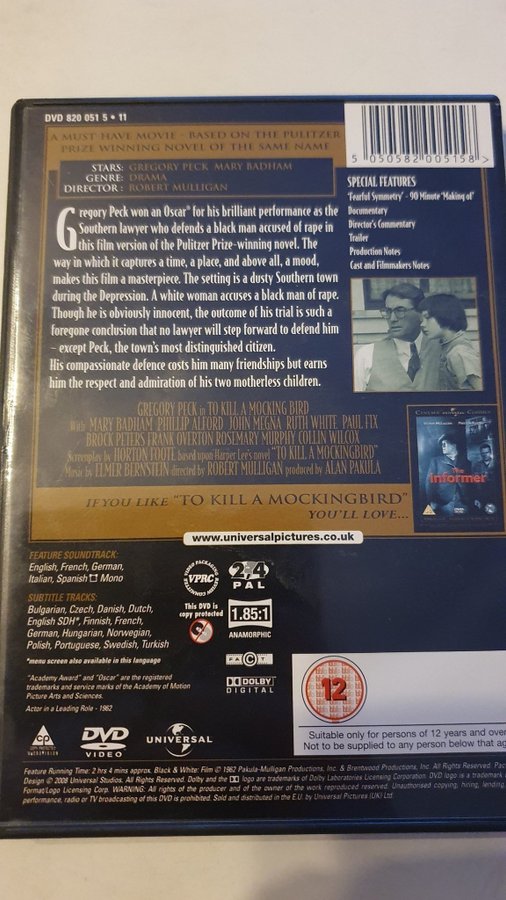 DVD 820 051 5 • 11
A MUST HAVE MOVIE - BASED ON THE PULITZER
PRIZE WINNING NOVEL OF THE SAME NAME
STARS: GREGORY PECK MARY BADHAM
GENRE: DRAMA
DIRECTOR: ROBERT MULLIGAN
5 050582 005158 >
Gregory Peck won an Oscar® for his brilliant performance as the
Southern lawyer who defends a black man accused of rape in
this film version of the Pulitzer Prize-winning novel. The
way in which it captures a time, a place, and above all, a mood,
makes this film a masterpiece. The setting is a dusty Southern town
during the Depression. A white woman accuses a black man of rape.
Though he is obviously innocent, the outcome of his trial is such a
foregone conclusion that no lawyer will step forward to defend him
– except Peck, the town's most distinguished citizen.
His compassionate defence costs him many friendships but earns
him the respect and admiration of his two motherless children.
SPECIAL FEATURES
'Fearful Symmetry' - 90 Minute 'Making of'
Documentary
Director's Commentary
Trailer
Production Notes
Cast and Filmmakers Notes
GREGORY PECK in TO KILL A MOCKING BIRD
With MARY BADHAM PHILLIP ALFORD JOHN MEGNA RUTH WHITE PAUL FIX
BROCK PETERS FRANK OVERTON ROSEMARY MURPHY COLLIN WILCOX
Screenplay by HORTON FOOTE based upon Harper Lee's novel "TO KILL A MOCKINGBIRD"
Music by ELMER BERNSTEIN directed by ROBERT MULLIGAN produced by ALAN PAKULA
CINEMA CLASSICS
The
Informer
IF YOU LIKE "TO KILL A MOCKINGBIRD"
YOU'LL LOVE...
www.universalpictures.co.uk
FEATURE SOUNDTRACK:
English, French, German,
Italian, Spanish Mono
SUBTITLE TRACKS:
Bulgarian, Czech, Danish, Dutch,
English SDH*, Finnish, French,
German, Hungarian, Norwegian,
Polish, Portuguese, Swedish, Turkish
*menu screen also available in this language
"Academy Award" and "Oscar" are the registered
trademarks and service marks of the Academy of Motion
Picture Arts and Sciences.
Actor in a Leading Role - 1962
VIDEO PACKAGING REVIEW COMMITTEE
VPRC
2,4
PAL
This DVD is
copy protected
1.85:1
ANAMORPHIC
FACT
DOLBY
DIGITAL
12
Suitable only for persons of 12 years and over
Not to be supplied to any person below that ag
cp
COPY PROTECTED
DVD
VIDEO
UNIVERSAL
Feature Running Time: 2 hrs 4 mins approx. Black & White: Film © 1962 Pakula-Mulligan Productions, Inc. & Brentwood Productions, Inc. All Rights Reserved. Pac
Design © 2008 Universal Studios. All Rights Reserved. Dolby and the DD logo are trademarks of Dolby Laboratories Licensing Corporation. DVD logo is a trademark
Format/Logo Licensing Corp. WARNING: All rights of the producer and of the owner of the work reproduced reserved. Unauthorised copying, hiring, lending,
performance, radio or TV broadcasting of this DVD is prohibited. Sold and distributed in the E.U. by Universal Pictures (UK) Ltd.